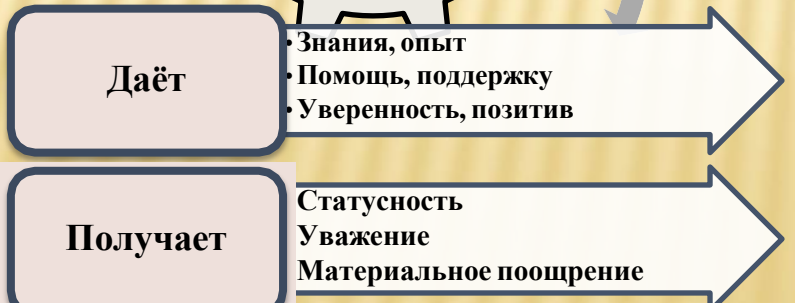 Даёт
• Знания, опыт
• Помощь, поддержку
• Уверенность, позитив
Получает
Статусность
Уважение
Материальное поощрение